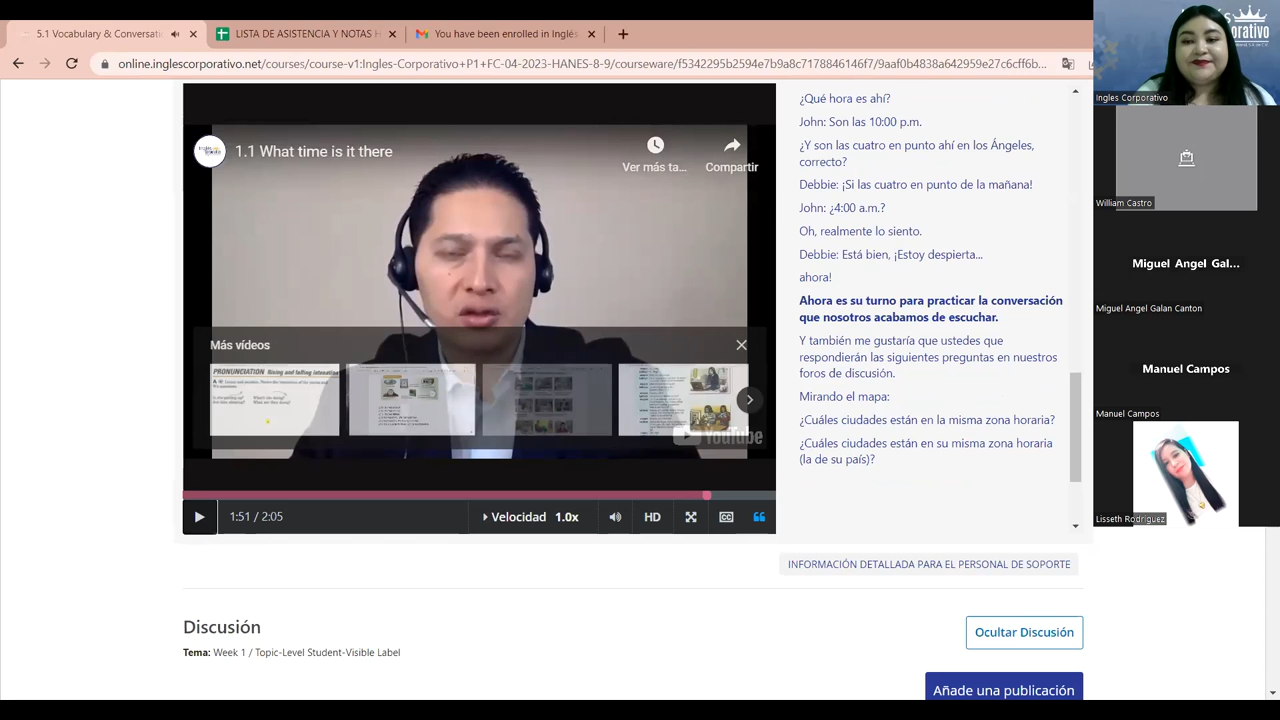 5.1 Vocabulary & Conversati
LISTA DE ASISTENCIA Y NOTAS H
You have been enrolled in Inglés
online.inglescorporativo.net/courses/course-v1:Ingles-Corporativo+P1+FC-04-2023-HANES-8-9/courseware/f5342295b2594e7b9a8c7178846146f7/9aaf0b4838a642959e27c6cff6b...
1.1 What time is it there
Ver más ta...
Compartir
Más vídeos
PRONUNCIATION Rising and falling intonation
YouTube
1:51 / 2:05
Velocidad 1.0x
HD
CC
¿Qué hora es ahí?
John: Son las 10:00 p.m.
¿Y son las cuatro en punto ahí en los Ángeles,
correcto?
Debbie: ¡Si las cuatro en punto de la mañana!
John: ¿4:00 a.m.?
Oh, realmente lo siento.
Debbie: Está bien, ¡Estoy despierta...
ahora!
Ahora es su turno para practicar la conversación
que nosotros acabamos de escuchar.
Y también me gustaría que ustedes que
respondierán las siguientes preguntas en nuestros
foros de discusión.
Mirando el mapa:
¿Cuáles ciudades están en la misma zona horaria?
¿Cuáles ciudades están en su misma zona horaria
(la de su país)?
INFORMACIÓN DETALLADA PARA EL PERSONAL DE SOPORTE
Discusión
Ocultar Discusión
Tema: Week 1 / Topic-Level Student-Visible Label
Añade una publicación
Ingles Corporativo
William Castro
Miguel Angel Gal...
Miguel Angel Galan Canton
Manuel Campos
Manuel Campos
Lisseth Rodriguez